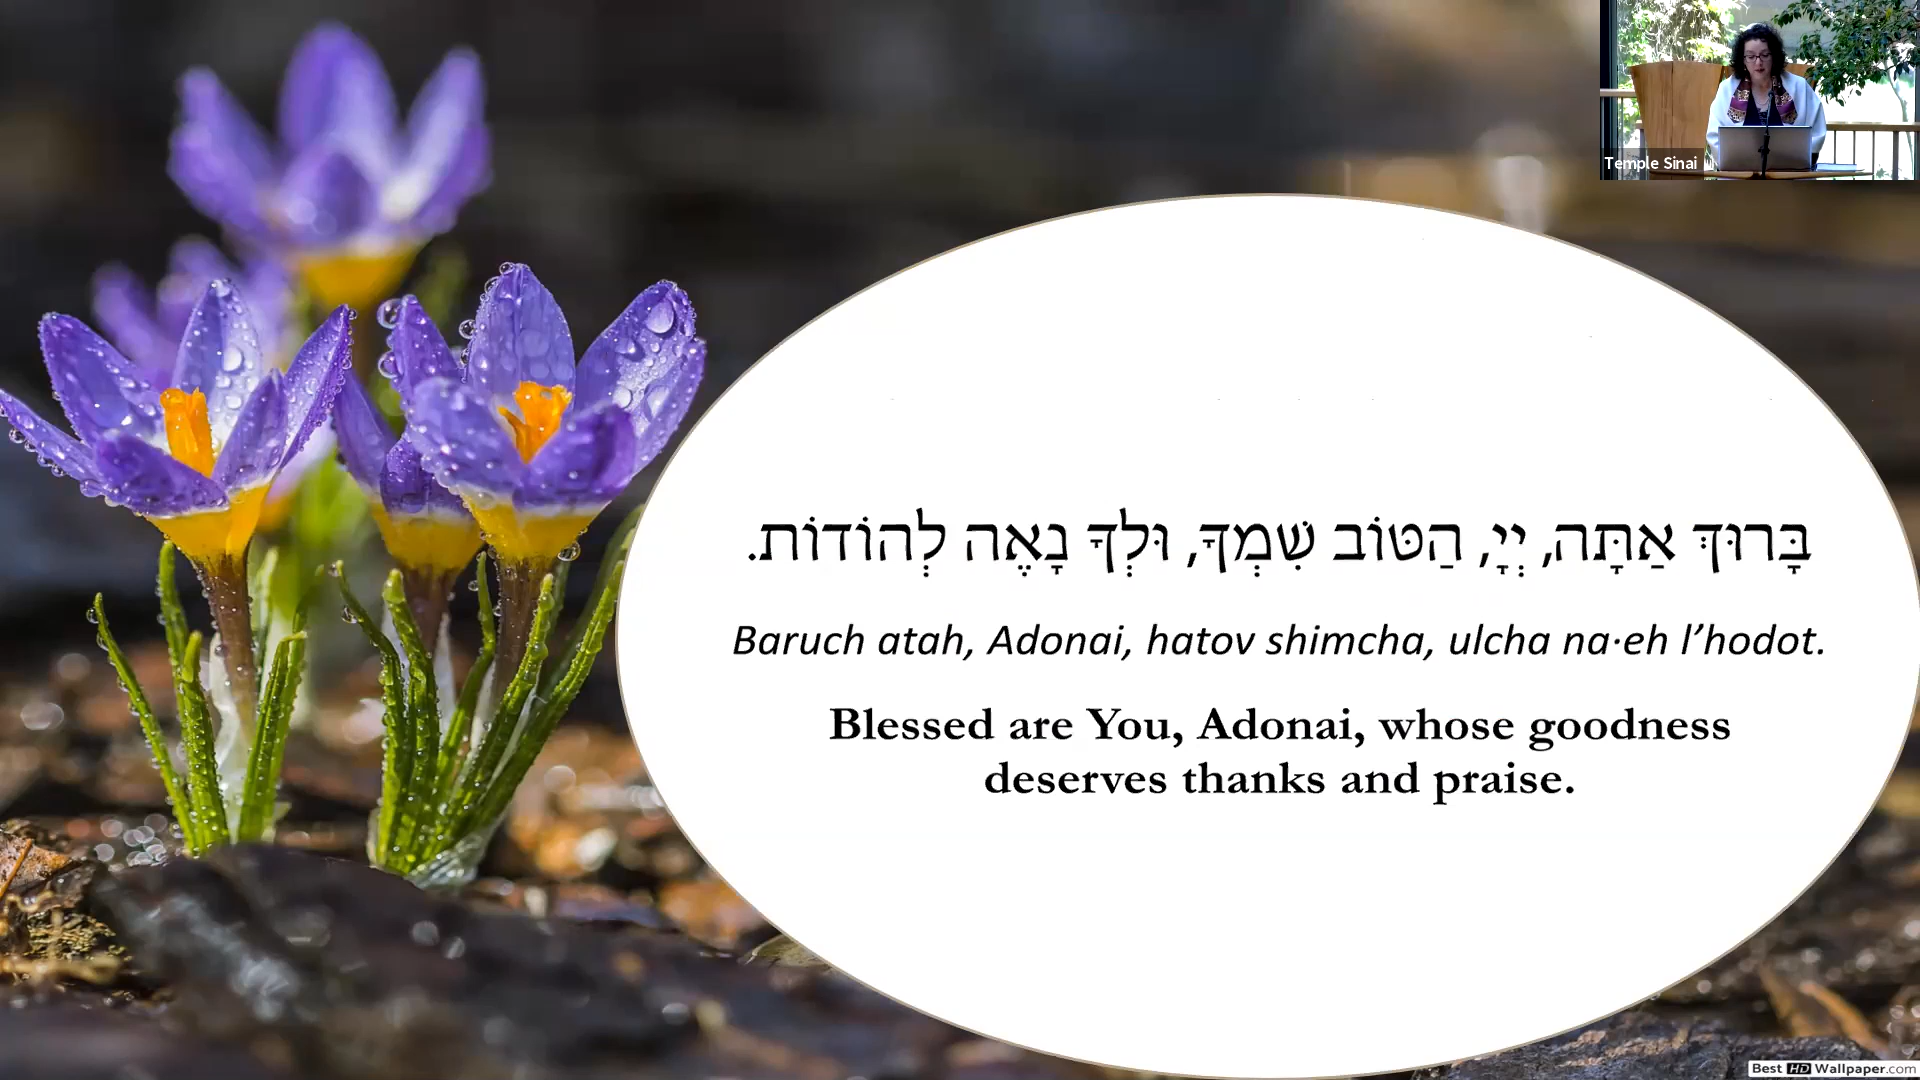 Temple Sinai
בָּרוּךְ אַתָּה, יְיָ, הַטּוֹב שִׁמְךָ, וּלְךָ נָאֶה לְהוֹדוֹת.
Baruch atah, Adonai, hatov shimcha, ulcha na·eh l’hodot.
Blessed are You, Adonai, whose goodness
deserves thanks and praise.
Best HD Wallpaper.com